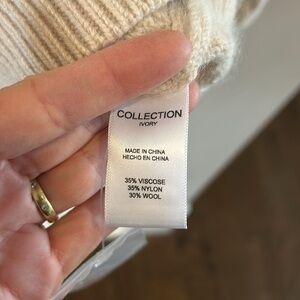 COLLECTION
IVORY
MADE IN CHINA
HECHO EN CHINA
35% VISCOSE
35% NYLON
30% WOOL